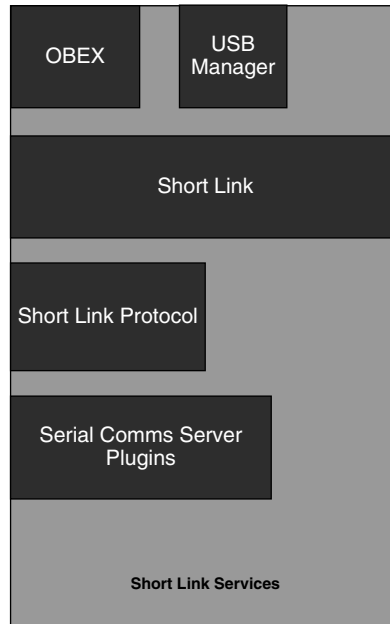 OBEX
USB
Manager
Short Link
Short Link Protocol
Serial Comms Server
Plugins
Short Link Services